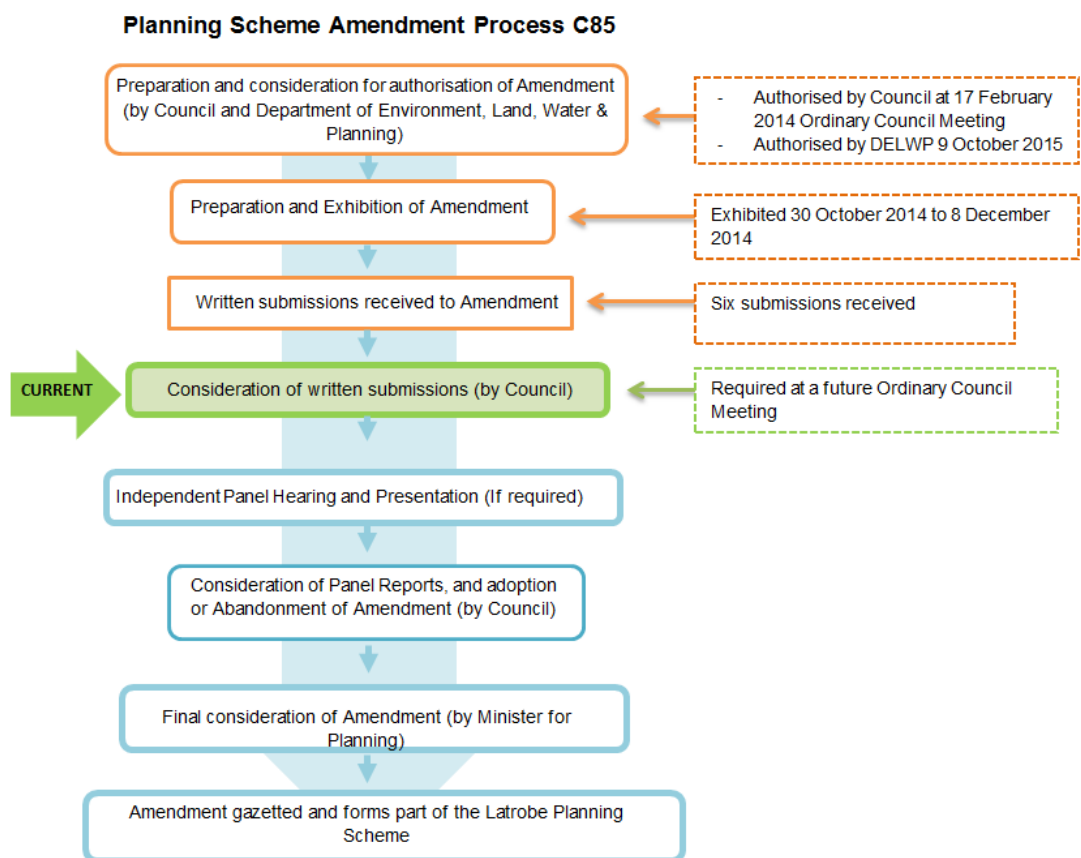 Planning Scheme Amendment Process C85
Preparation and consideration for authorisation of Amendment
(by Council and Department of Environment, Land, Water &
Planning)
- Authorised by Council at 17 February
2014 Ordinary Council Meeting
- Authorised by DELWP 9 October 2015
Preparation and Exhibition of Amendment
Exhibited 30 October 2014 to 8 December
2014
Written submissions received to Amendment
Six submissions received
CURRENT
Consideration of written submissions (by Council)
Required at a future Ordinary Council
Meeting
Independent Panel Hearing and Presentation (If required)
Consideration of Panel Reports, and adoption
or Abandonment of Amendment (by Council)
Final consideration of Amendment (by Minister for
Planning)
Amendment gazetted and forms part of the Latrobe Planning
Scheme